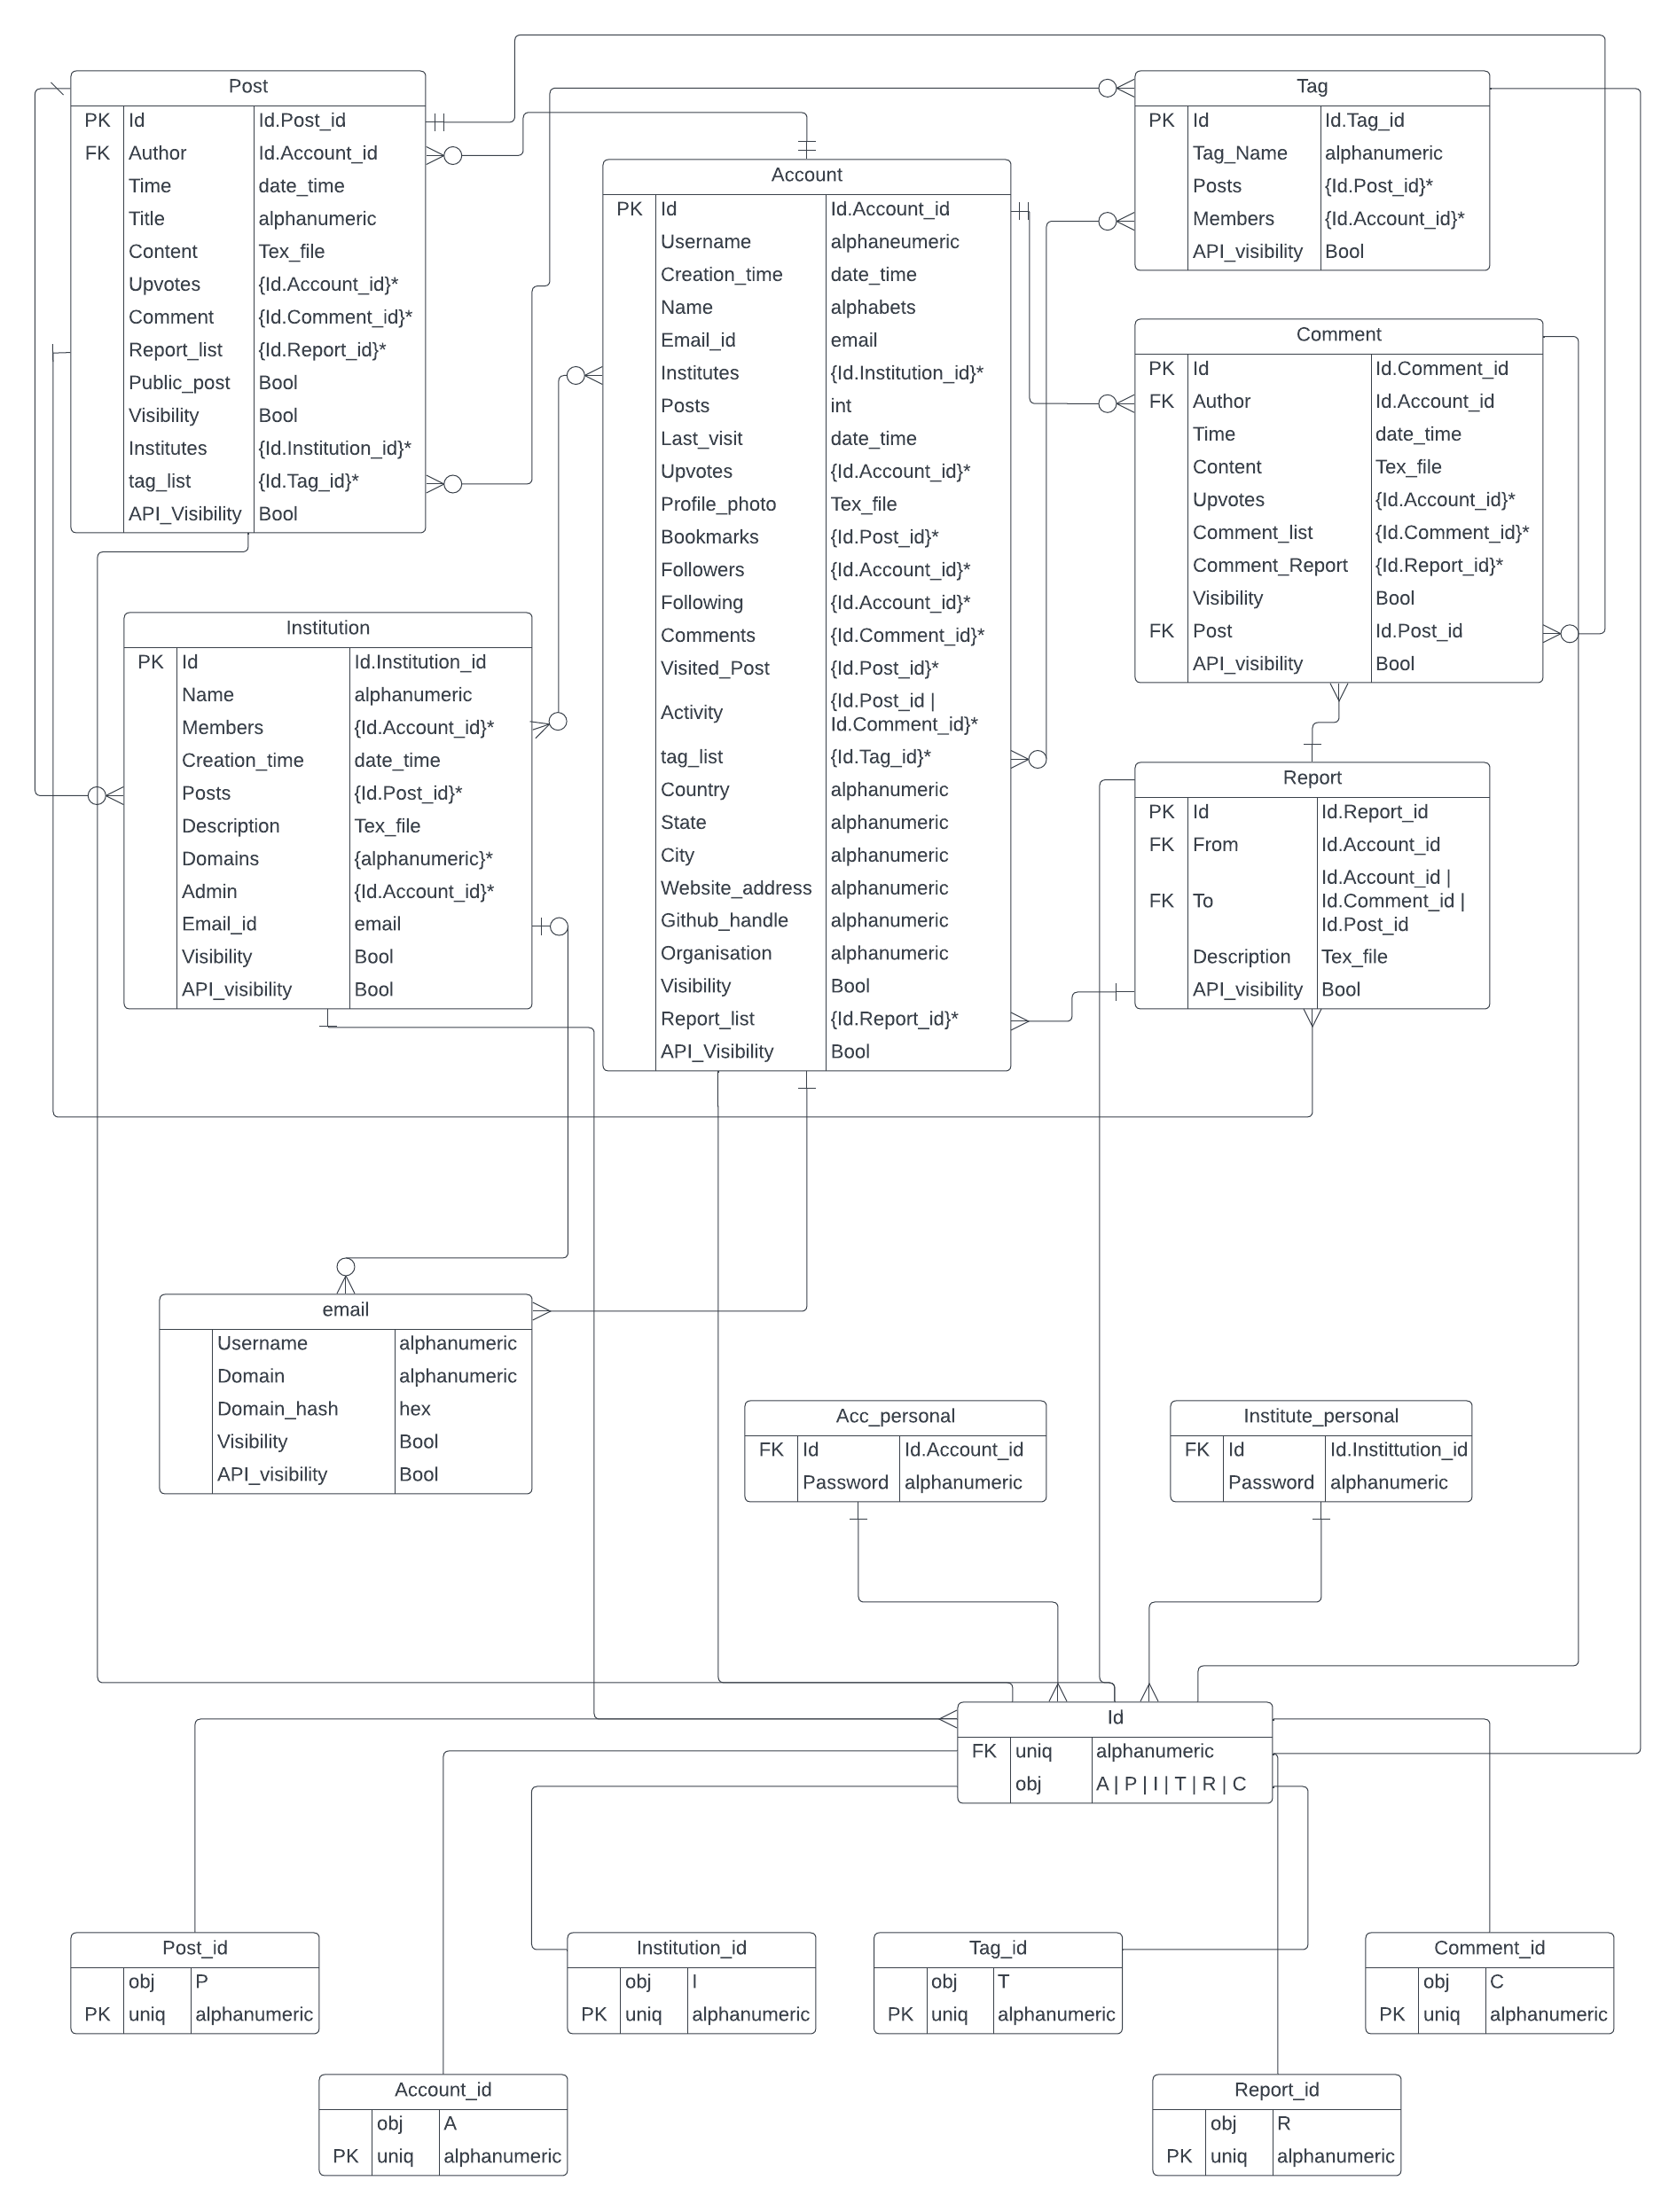 Post
PK Id Id.Post_id
FK Author Id.Account_id
Time date_time
Title alphanumeric
Content Tex_file
Upvotes {Id.Account_id}*
Comment {Id.Comment_id}*
Report_list {Id.Report_id}*
Public_post Bool
Visibility Bool
Institutes {Id.Institution_id}*
tag_list {Id.Tag_id}*
API_Visibility Bool
Account
PK Id Id.Account_id
Username alphaneumeric
Creation_time date_time
Name alphabets
Email_id email
Institutes {Id.Institution_id}*
Posts int
Last_visit date_time
Upvotes {Id.Account_id}*
Profile_photo Tex_file
Bookmarks {Id.Post_id}*
Followers {Id.Account_id}*
Following {Id.Account_id}*
Comments {Id.Comment_id}*
Visited_Post {Id.Post_id}*
Activity {Id.Post_id |
Id.Comment_id}*
tag_list {Id.Tag_id}*
Country alphanumeric
State alphanumeric
City alphanumeric
Website_address alphanumeric
Github_handle alphanumeric
Organisation alphanumeric
Visibility Bool
Report_list {Id.Report_id}*
API_Visibility Bool
Tag
PK Id Id.Tag_id
Tag_Name alphanumeric
Posts {Id.Post_id}*
Members {Id.Account_id}*
API_visibility Bool
Comment
PK Id Id.Comment_id
FK Author Id.Account_id
Time date_time
Content Tex_file
Upvotes {Id.Account_id}*
Comment_list {Id.Comment_id}*
Comment_Report {Id.Report_id}*
Visibility Bool
FK Post Id.Post_id
API_visibility Bool
Institution
PK Id Id.Institution_id
Name alphanumeric
Members {Id.Account_id}*
Creation_time date_time
Posts {Id.Post_id}*
Description Tex_file
Domains {alphanumeric}*
Admin {Id.Account_id}*
Email_id email
Visibility Bool
API_visibility Bool
Report
PK Id Id.Report_id
FK From Id.Account_id
FK To Id.Account_id |
Id.Comment_id |
Id.Post_id
Description Tex_file
API_visibility Bool
email
Username alphanumeric
Domain alphanumeric
Domain_hash hex
Visibility Bool
API_visibility Bool
Acc_personal
FK Id Id.Account_id
Password alphanumeric
Institute_personal
FK Id Id.Instittution_id
Password alphanumeric
Id
FK uniq alphanumeric
obj A | P | I | T | R | C
Post_id
obj P
PK uniq alphanumeric
Institution_id
obj I
PK uniq alphanumeric
Tag_id
obj T
PK uniq alphanumeric
Comment_id
obj C
PK uniq alphanumeric
Account_id
obj A
PK uniq alphanumeric
Report_id
obj R
PK uniq alphanumeric